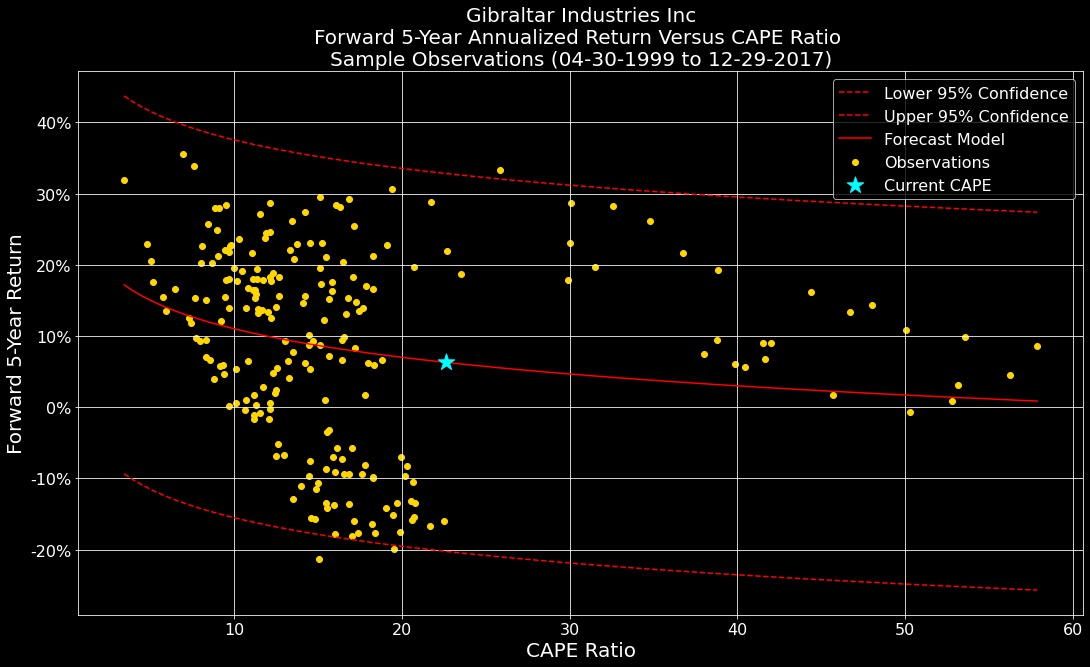 Gibraltar Industries Inc
Forward 5-Year Annualized Return Versus CAPE Ratio
Sample Observations (04-30-1999 to 12-29-2017)
Lower 95% Confidence
Upper 95% Confidence
Forecast Model
Observations
Current CAPE
Forward 5-Year Return
40%
30%
20%
10%
0%
-10%
-20%
10
20
30
40
50
60
CAPE Ratio